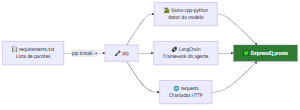 requirements.txt
Lista de pacotes
pip install -r
pip
llama-cpp-python
Motor do modelo
LangChain
Framework do agente
requests
Chamadas HTTP
EmpresaIQ pronto